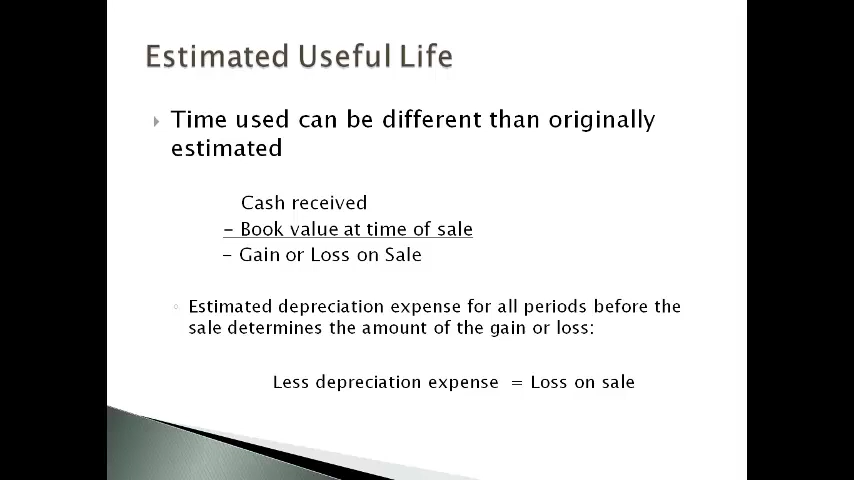 Estimated Useful Life
Time used can be different than originally
estimated
Cash received
– Book value at time of sale
– Gain or Loss on Sale
Estimated depreciation expense for all periods before the
sale determines the amount of the gain or loss:
Less depreciation expense = Loss on sale